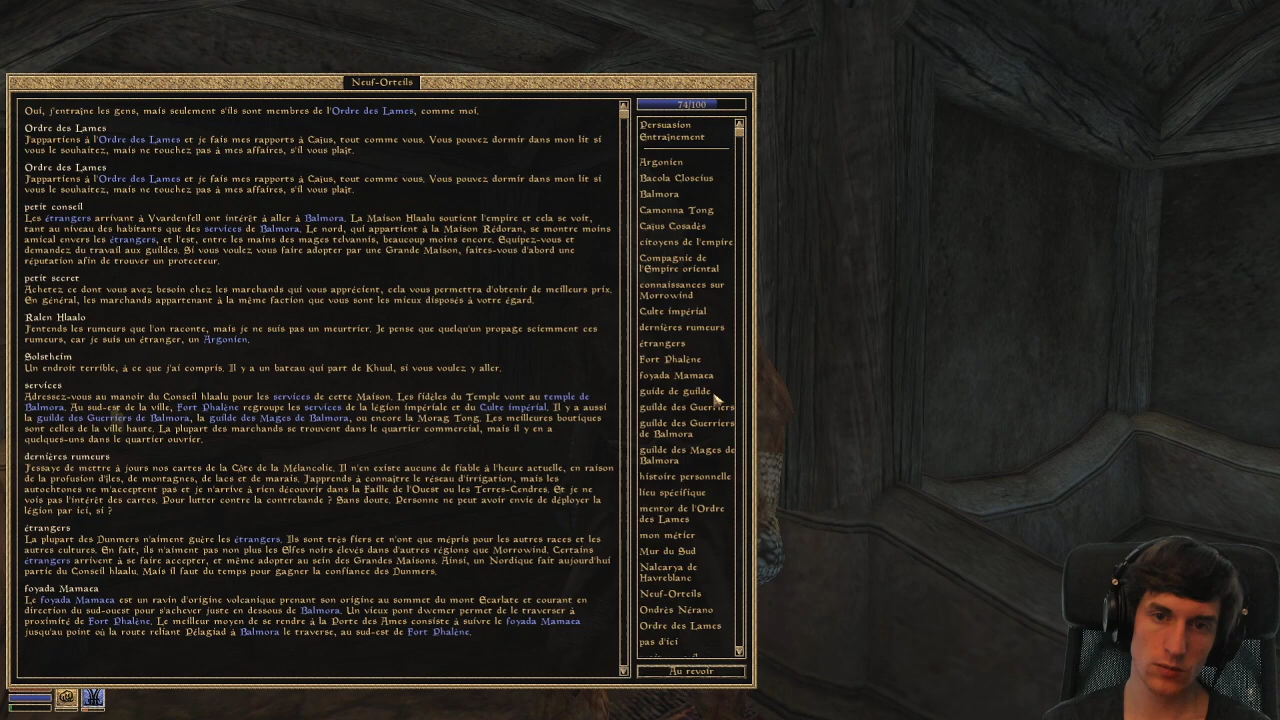 Neuf-Orteils
Oui, j'entraîne les gens, mais seulement s'ils sont membres de l'Ordre des Lames, comme moi.
Ordre des Lames
J'appartiens à l'Ordre des Lames et je fais mes rapports à Caïus, tout comme vous. Vous pouvez dormir dans mon lit si
vous le souhaitez, mais ne touchez pas à mes affaires, s'il vous plaît.
Ordre des Lames
J'appartiens à l'Ordre des Lames et je fais mes rapports à Caïus, tout comme vous. Vous pouvez dormir dans mon lit si
vous le souhaitez, mais ne touchez pas à mes affaires, s'il vous plaît.
petit conseil
Les étrangers arrivant à Vvardenfell ont intérêt à aller à Balmora. La Maison Hlaalu soutient l'empire et cela se voit,
tant au niveau des habitants que des services de Balmora. Le nord, qui appartient à la Maison Rédoran, se montre moins
amical envers les étrangers, et l'est, entre les mains des mages telvannis, beaucoup moins encore. Equipez-vous et
demandez du travail aux guildes. Si vous voulez vous faire adopter par une Grande Maison, faites-vous d'abord une
réputation afin de trouver un protecteur.
petit secret
Achetez ce dont vous avez besoin chez les marchands qui vous apprécient, cela vous permettra d'obtenir de meilleurs prix.
En général, les marchands appartenant à la même faction que vous sont les mieux disposés à votre égard.
Ralen Hlaalo
J'entends les rumeurs que l'on raconte, mais je ne suis pas un meurtrier. Je pense que quelqu'un propage sciemment ces
rumeurs, car je suis un étranger, un Argonien.
Solstheim
Un endroit terrible, à ce que j'ai compris. Il y a un bateau qui part de Khuul, si vous voulez y aller.
services
Adressez-vous au manoir du Conseil hlaalu pour les services de cette Maison. Les fidèles du Temple vont au temple de
Balmora. Au sud-est de la ville, Fort Phalène regroupe les services de la légion impériale et du Culte impérial. Il y a aussi
la guilde des Guerriers de Balmora, la guilde des Mages de Balmora, ou encore la Morag Tong. Les meilleures boutiques
sont celles de la ville haute. La plupart des marchands se trouvent dans le quartier commercial, mais il y en a
quelques-uns dans le quartier ouvrier.
dernières rumeurs
J'essaye de mettre à jours nos cartes de la Côte de la Mélancolie. Il n'en existe aucune de fiable à l'heure actuelle, en raison
de la profusion d'îles, de montagnes, de lacs et de marais. J'apprends à connaître le réseau d'irrigation, mais les
autochtones ne m'acceptent pas et je n'arrive à rien découvrir dans la Faille de l'Ouest ou les Terres-Cendres. Et je ne
vois pas l'intérêt des cartes. Pour lutter contre la contrebande ? Sans doute. Personne ne peut avoir envie de déployer la
légion par ici, si ?
étrangers
La plupart des Dunmers n'aiment guère les étrangers. Ils sont très fiers et n'ont que mépris pour les autres races et les
autres cultures. En fait, ils n'aiment pas non plus les Elfes noirs élevés dans d'autres régions que Morrowind. Certains
étrangers arrivent à se faire accepter, et même adopter au sein des Grandes Maisons. Ainsi, un Nordique fait aujourd'hui
partie du Conseil hlaalu. Mais il faut du temps pour gagner la confiance des Dunmers.
foyada Mamaea
Le foyada Mamaea est un ravin d'origine volcanique prenant son origine au sommet du mont Ecarlate et courant en
direction du sud-ouest pour s'achever juste en dessous de Balmora. Un vieux pont dwemer permet de le traverser à
proximité de Fort Phalène. Le meilleur moyen de se rendre à la Porte des Ames consiste à suivre le foyada Mamaea
jusqu'au point où la route reliant Pélagiad à Balmora le traverse, au sud-est de Fort Phalène.
74/100
Persuasion
Entraînement
Argonien
Bacola Closcius
Balmora
Camonna Tong
Caïus Cosadès
citoyens de l'empire
Compagnie de
l'Empire oriental
connaissances sur
Morrowind
Culte impérial
dernières rumeurs
étrangers
Fort Phalène
foyada Mamaea
guide de guilde
guilde des Guerriers
guilde des Guerriers
de Balmora
guilde des Mages de
Balmora
histoire personnelle
lieu spécifique
mentor de l'Ordre
des Lames
mon métier
Mur du Sud
Nalcarya de
Havreblanc
Neuf-Orteils
Ondrès Nérano
Ordre des Lames
pas d'ici
Au revoir